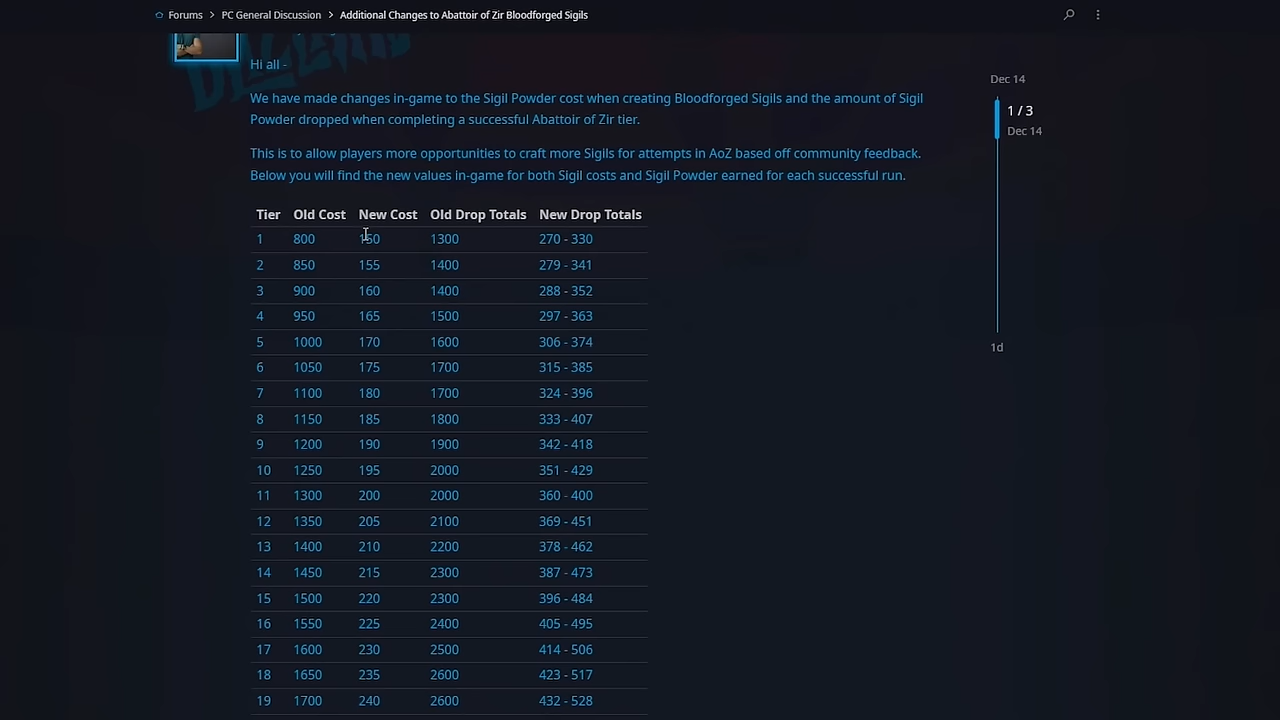 Forums > PC General Discussion > Additional Changes to Abattoir of Zir Bloodforged Sigils
Hi all -
We have made changes in-game to the Sigil Powder cost when creating Bloodforged Sigils and the amount of Sigil
Powder dropped when completing a successful Abattoir of Zir tier.
This is to allow players more opportunities to craft more Sigils for attempts in AoZ based off community feedback.
Below you will find the new values in-game for both Sigil costs and Sigil Powder earned for each successful run.
Tier Old Cost New Cost Old Drop Totals New Drop Totals
1 800 150 1300 270 - 330
2 850 155 1400 279 - 341
3 900 160 1400 288 - 352
4 950 165 1500 297 - 363
5 1000 170 1600 306 - 374
6 1050 175 1700 315 - 385
7 1100 180 1700 324 - 396
8 1150 185 1800 333 - 407
9 1200 190 1900 342 - 418
10 1250 195 2000 351 - 429
11 1300 200 2000 360 - 400
12 1350 205 2100 369 - 451
13 1400 210 2200 378 - 462
14 1450 215 2300 387 - 473
15 1500 220 2300 396 - 484
16 1550 225 2400 405 - 495
17 1600 230 2500 414 - 506
18 1650 235 2600 423 - 517
19 1700 240 2600 432 - 528
Dec 14
1 / 3
Dec 14
1d